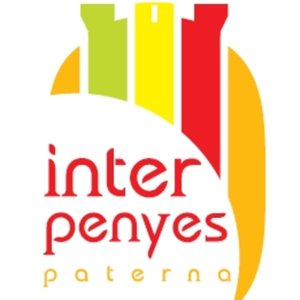 inter
penyes
paterna